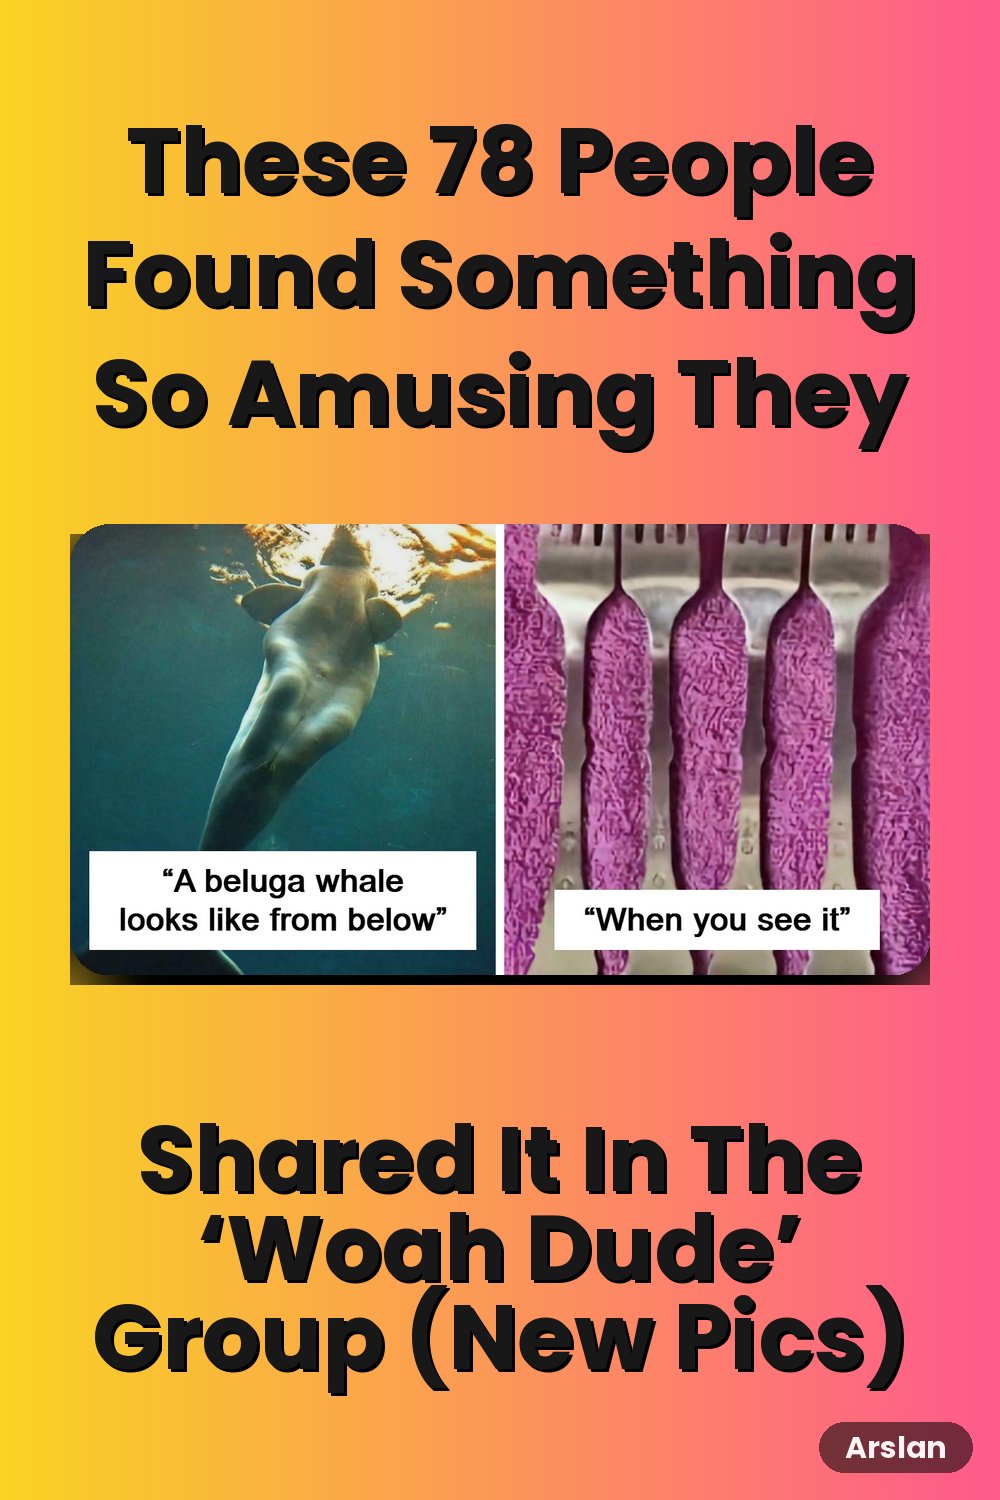 These 78 People
Found Something
So Amusing They
“A beluga whale
looks like from below”
“When you see it”
Shared It In The
‘Woah Dude’
Group (New Pics)
Arslan